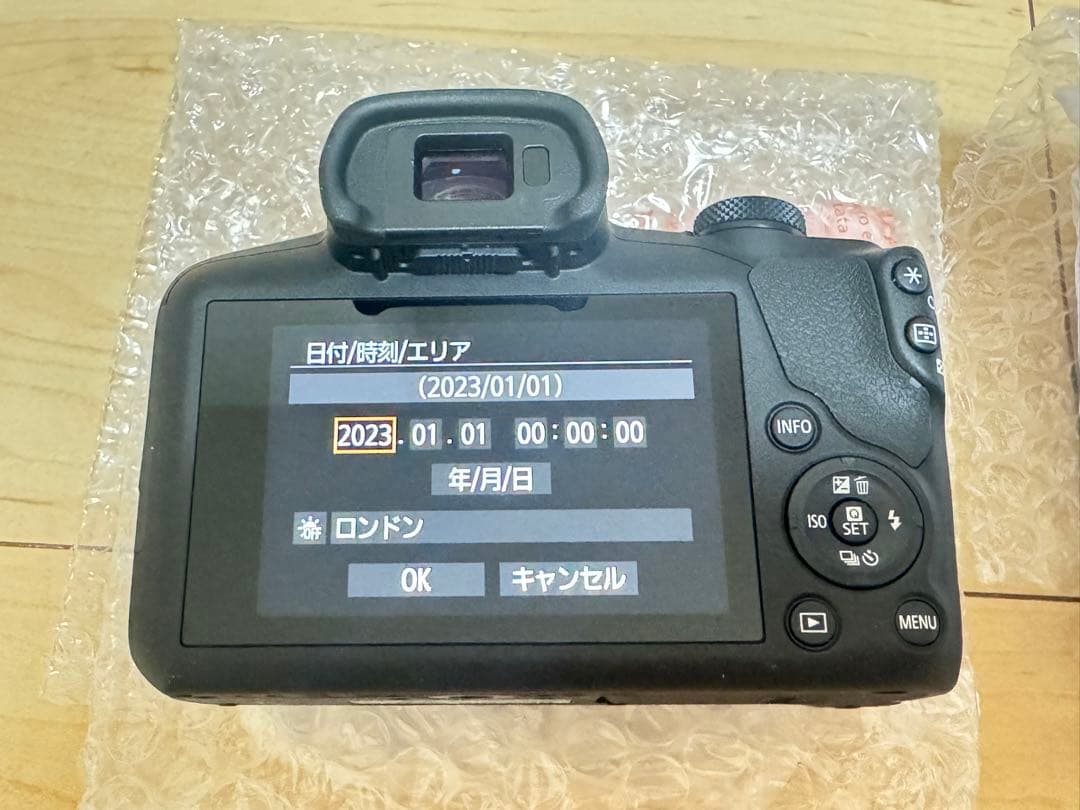 日付/時刻/エリア
(2023/01/01)
2023.01.01 00:00:00
年/月/日
OFF ロンドン
OK キャンセル
INFO
ISO
Q
SET
MENU